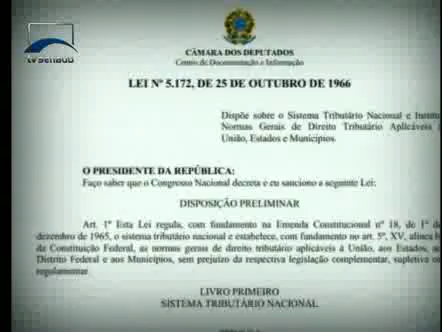 tv senado
CÂMARA DOS DEPUTADOS
Centro de Documentação e Informação
LEI Nº 5.172, DE 25 DE OUTUBRO DE 1966
Dispõe sobre o Sistema Tributário Nacional e Institu
Normas Gerais de Direito Tributário Aplicáveis
União, Estados e Municípios.
O PRESIDENTE DA REPÚBLICA:
Faço saber que o Congresso Nacional decreta e eu sanciono a seguinte Lei:
DISPOSIÇÃO PRELIMINAR
Art. 1º Esta Lei regula, com fundamento na Emenda Constitucional nº 18, de 1º d
dezembro de 1965, o sistema tributário nacional e estabelece, com fundamento no art. 5º, XV, alínea b
da Constituição Federal, as normas gerais de direito tributário aplicáveis à União, aos Estados, ao
Distrito Federal e aos Municípios, sem prejuízo da respectiva legislação complementar, supletiva ou
regulamentar.
LIVRO PRIMEIRO
SISTEMA TRIBUTÁRIO NACIONAL